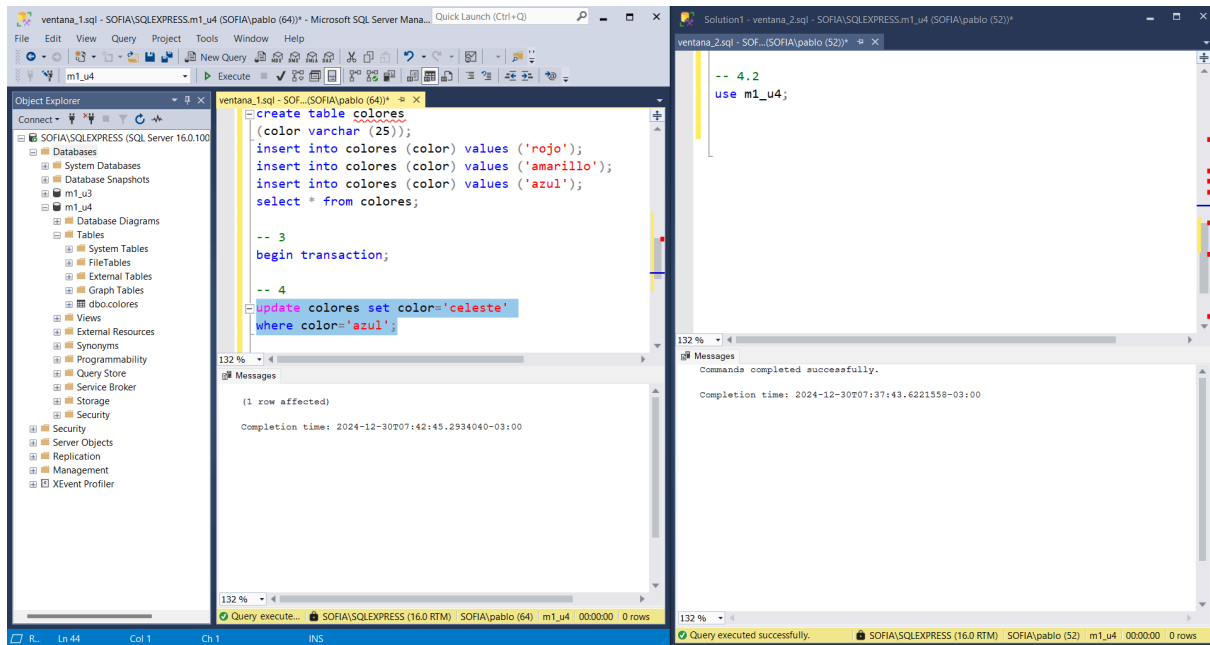 ventana_1.sql - SOFIA\SQLEXPRESS.m1_u4 (SOFIA\pablo (64))* - Microsoft SQL Server Mana...
Quick Launch (Ctrl+Q)
File Edit View Query Project Tools Window Help
New Query
m1_u4
Execute
Object Explorer
Connect
SOFIA\SQLEXPRESS (SQL Server 16.0.100
Databases
System Databases
Database Snapshots
m1_u3
m1_u4
Database Diagrams
Tables
System Tables
FileTables
External Tables
Graph Tables
dbo.colores
Views
External Resources
Synonyms
Programmability
Query Store
Service Broker
Storage
Security
Security
Server Objects
Replication
Management
XEvent Profiler
ventana_1.sql - SOF...(SOFIA\pablo (64))*
create table colores
(color varchar (25));
insert into colores (color) values ('rojo');
insert into colores (color) values ('amarillo');
insert into colores (color) values ('azul');
select * from colores;
-- 3
begin transaction;
-- 4
update colores set color='celeste'
where color='azul';
132 %
Messages
(1 row affected)
Completion time: 2024-12-30T07:42:45.2934040-03:00
132 %
Query execute... SOFIA\SQLEXPRESS (16.0 RTM) SOFIA\pablo (64) m1_u4 00:00:00 0 rows
R... Ln 44 Col 1 Ch 1 INS
Solution1 - ventana_2.sql - SOFIA\SQLEXPRESS.m1_u4 (SOFIA\pablo (52))*
ventana_2.sql - SOF...(SOFIA\pablo (52))*
-- 4.2
use m1_u4;
132 %
Messages
Commands completed successfully.
Completion time: 2024-12-30T07:37:43.6221558-03:00
132 %
Query executed successfully. SOFIA\SQLEXPRESS (16.0 RTM) SOFIA\pablo (52) m1_u4 00:00:00 0 rows